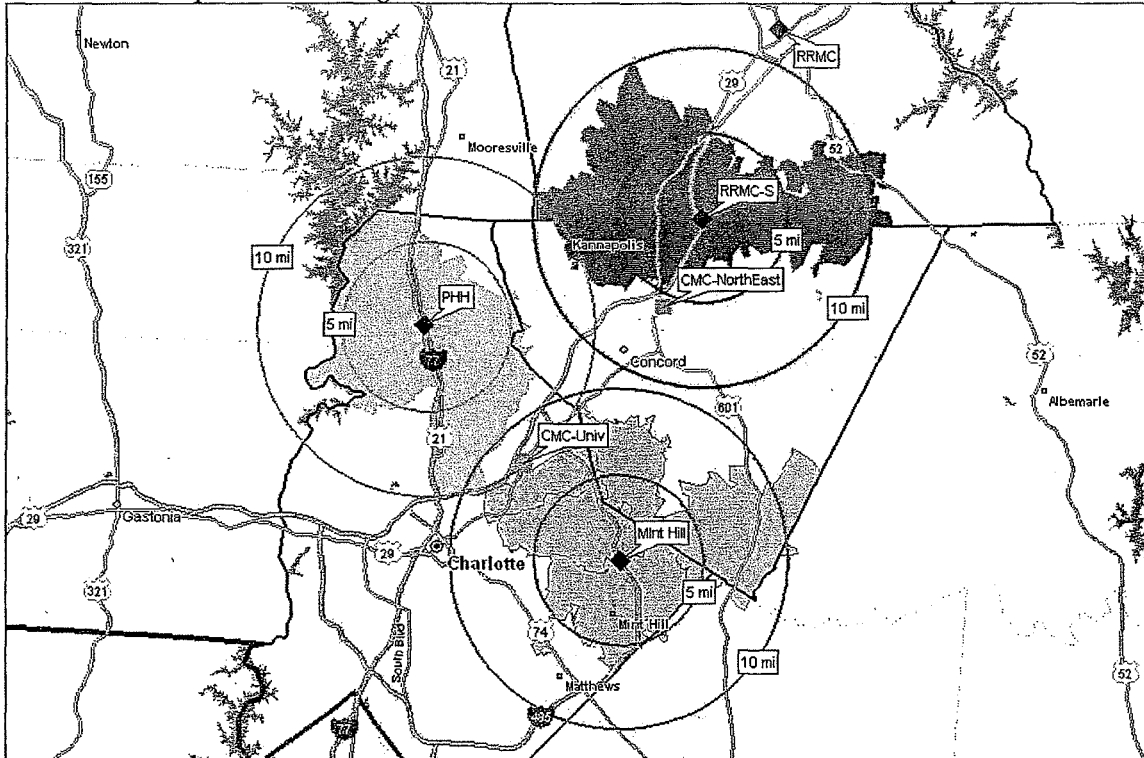 Newton
21
29
RRMC
Mooresville
52
155
RRMC-S
321
Kannapolis
5 mi
10 mi
CMC-NorthEast
PHH
5 mi
10 mi
77
Concord
52
601
Albemarle
21
CMC-Univ
29
Gastonia
29
Mint Hill
Charlotte
321
5 mi
Mint Hill
74
South Blvd
10 mi
52
Matthews
77